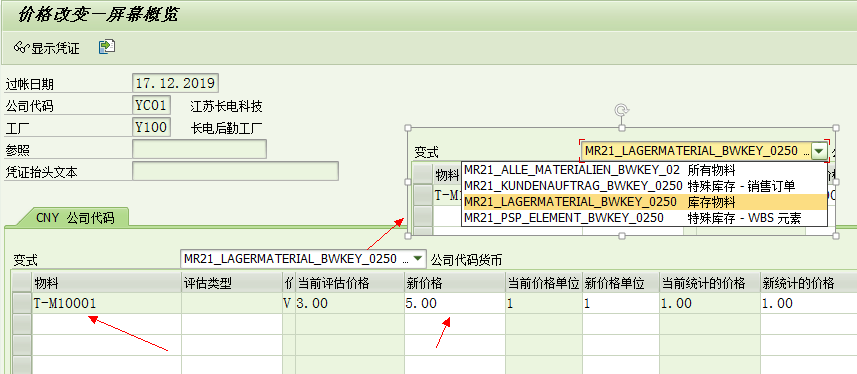 价格改变-屏幕概览
显示凭证
过帐日期 17.12.2019
公司代码 YC01 江苏长电科技
工厂 Y100 长电后勤工厂
参照
凭证抬头文本
变式 MR21_LAGERMATERIAL_BWKEY_0250 ...
物料
MR21_ALLE_MATERIALIEN_BWKEY_02 所有物料
MR21_KUNDENAUFTRAG_BWKEY_0250 特殊库存 - 销售订单
MR21_LAGERMATERIAL_BWKEY_0250 库存物料
MR21_PSP_ELEMENT_BWKEY_0250 特殊库存 - WBS 元素
CNY 公司代码
变式 MR21_LAGERMATERIAL_BWKEY_0250 ... 公司代码货币
物料 评估类型 价 当前评估价格 新价格 当前价格单位 新价格单位 当前统计的价格 新统计的价格
T-M10001 V 3.00 5.00 1 1 1.00 1.00